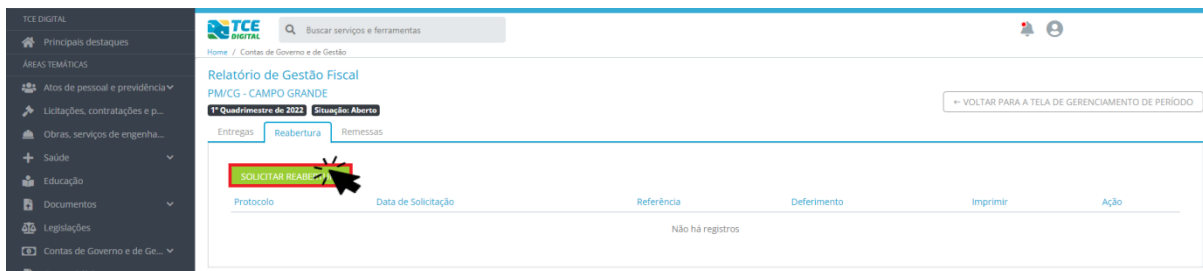 TCE DIGITAL
Principais destaques
ÁREAS TEMÁTICAS
Atos de pessoal e previdência
Licitações, contratações e p...
Obras, serviços de engenha...
Saúde
Educação
Documentos
Legislações
Contas de Governo e de Ge...
TCE
DIGITAL
Buscar serviços e ferramentas
Home / Contas de Governo e de Gestão
Relatório de Gestão Fiscal
PM/CG - CAMPO GRANDE
1º Quadrimestre de 2022 Situação: Aberto
← VOLTAR PARA A TELA DE GERENCIAMENTO DE PERÍODO
Entregas Reabertura Remessas
SOLICITAR
Protocolo Data de Solicitação Referência Deferimento Imprimir Ação
Não há registros